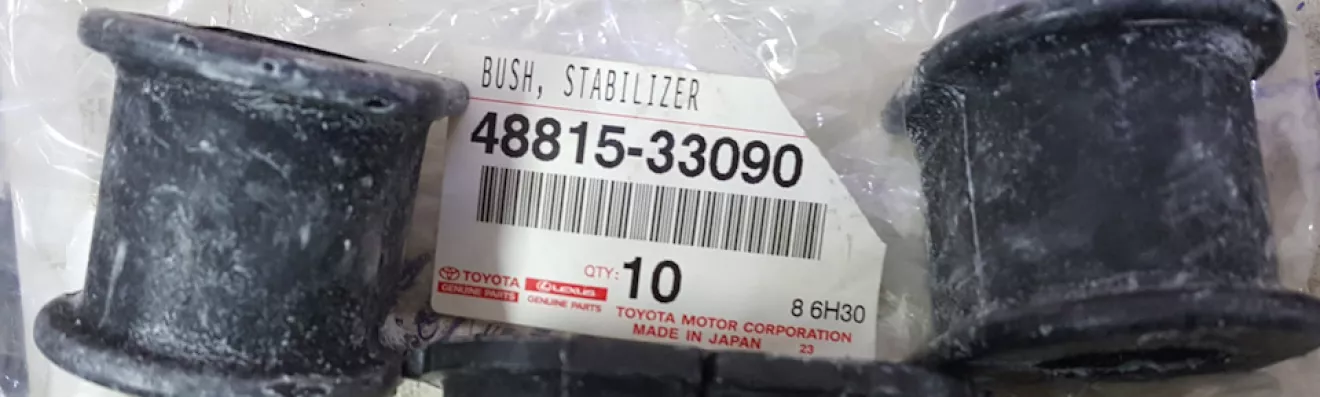 BUSH, STABILIZER
48815-33090
QTY: 10
TOYOTA
GENUINE PARTS
LEXUS
GENUINE PARTS
8 6H30
TOYOTA MOTOR CORPORATION
MADE IN JAPAN 23